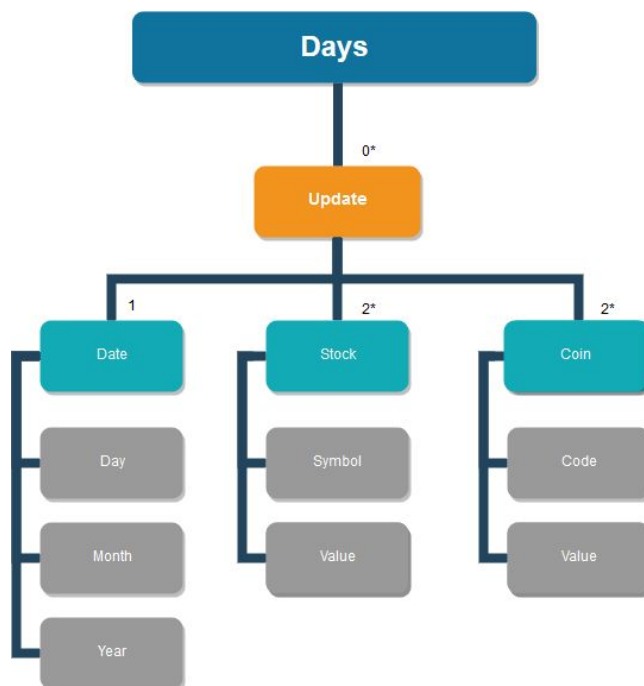 Days
0*
Update
1
2*
2*
Date
Stock
Coin
Day
Symbol
Code
Month
Value
Value
Year